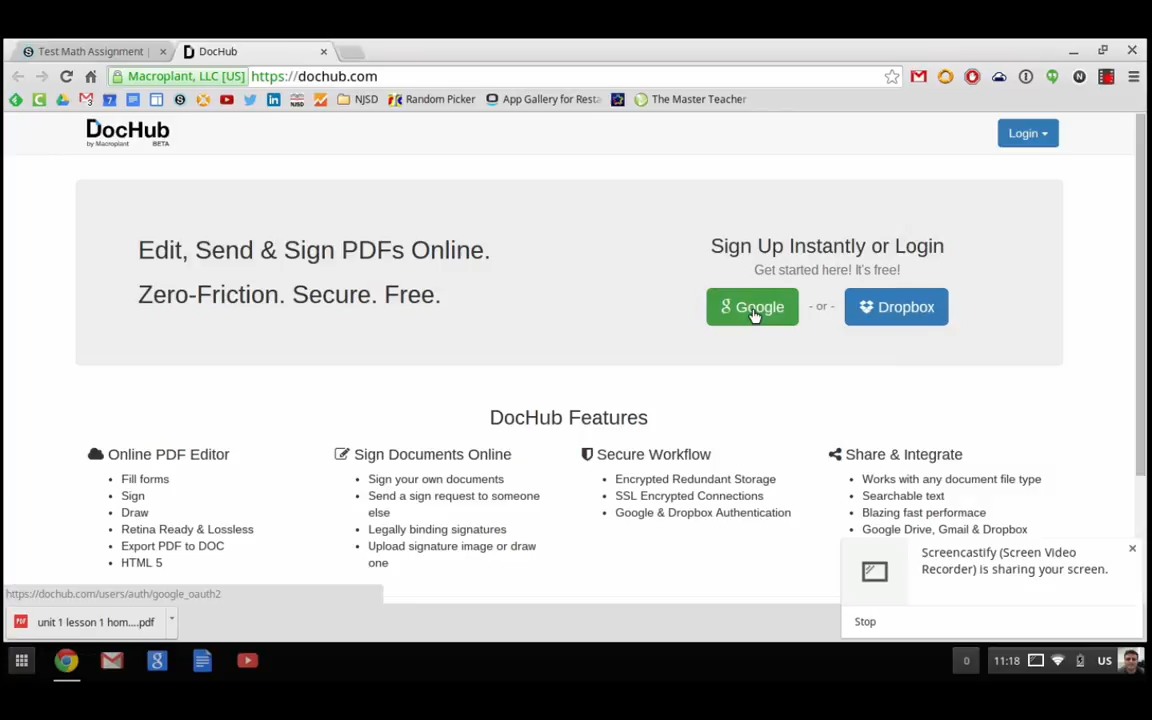 Test Math Assignment
DocHub
Macroplant, LLC [US] https://dochub.com
NJSD
Random Picker
App Gallery for Resta
The Master Teacher
DocHub
by Macroplant BETA
Login
Edit, Send & Sign PDFs Online.
Zero-Friction. Secure. Free.
Sign Up Instantly or Login
Get started here! It's free!
Google
- or -
Dropbox
DocHub Features
Online PDF Editor
Fill forms
Sign
Draw
Retina Ready & Lossless
Export PDF to DOC
HTML 5
Sign Documents Online
Sign your own documents
Send a sign request to someone
else
Legally binding signatures
Upload signature image or draw
one
Secure Workflow
Encrypted Redundant Storage
SSL Encrypted Connections
Google & Dropbox Authentication
Share & Integrate
Works with any document file type
Searchable text
Blazing fast performace
Google Drive, Gmail & Dropbox
Screencastify (Screen Video
Recorder) is sharing your screen.
Stop
https://dochub.com/users/auth/google_oauth2
unit 1 lesson 1 hom....pdf
0
11:18
US